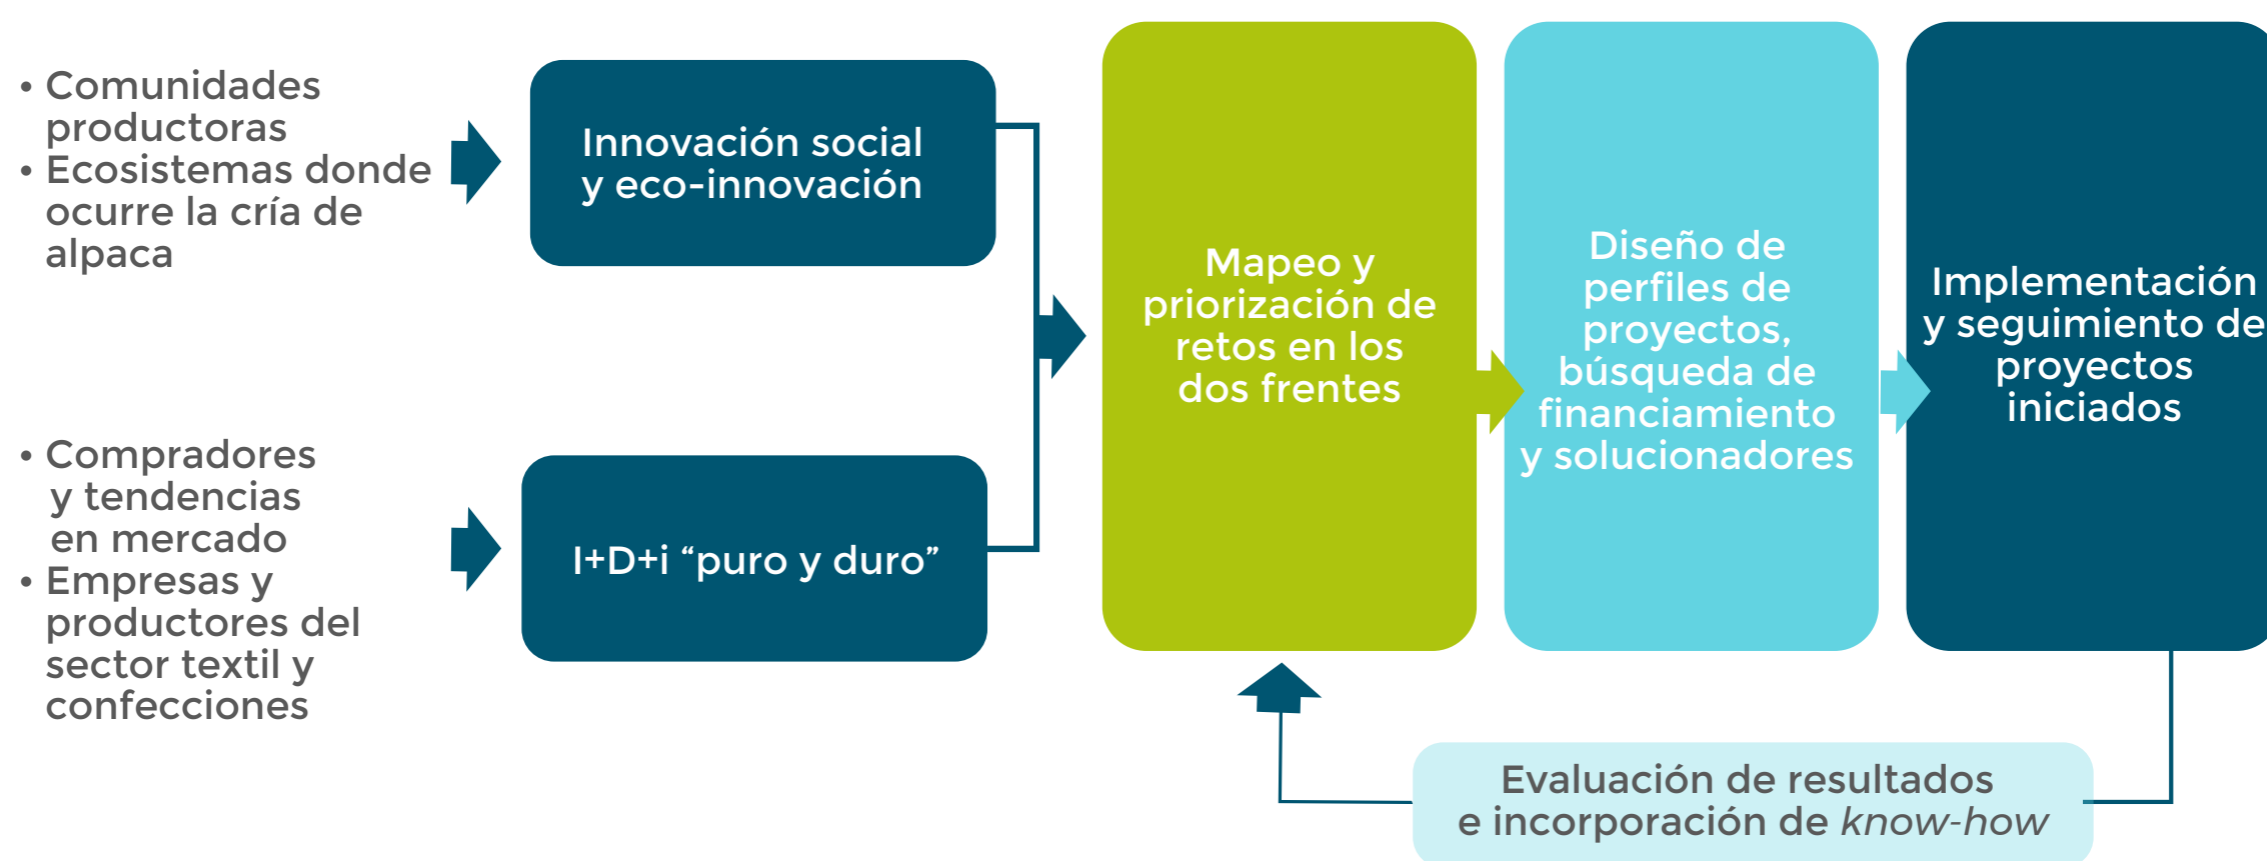 • Comunidades
productoras
• Ecosistemas donde
ocurre la cría de
alpaca
Innovación social
y eco-innovación
• Compradores
y tendencias
en mercado
• Empresas y
productores del
sector textil y
confecciones
I+D+i “puro y duro”
Mapeo y
priorización de
retos en los
dos frentes
Diseño de
perfiles de
proyectos,
búsqueda de
financiamiento
y solucionadores
Implementación
y seguimiento de
proyectos
iniciados
Evaluación de resultados
e incorporación de know-how